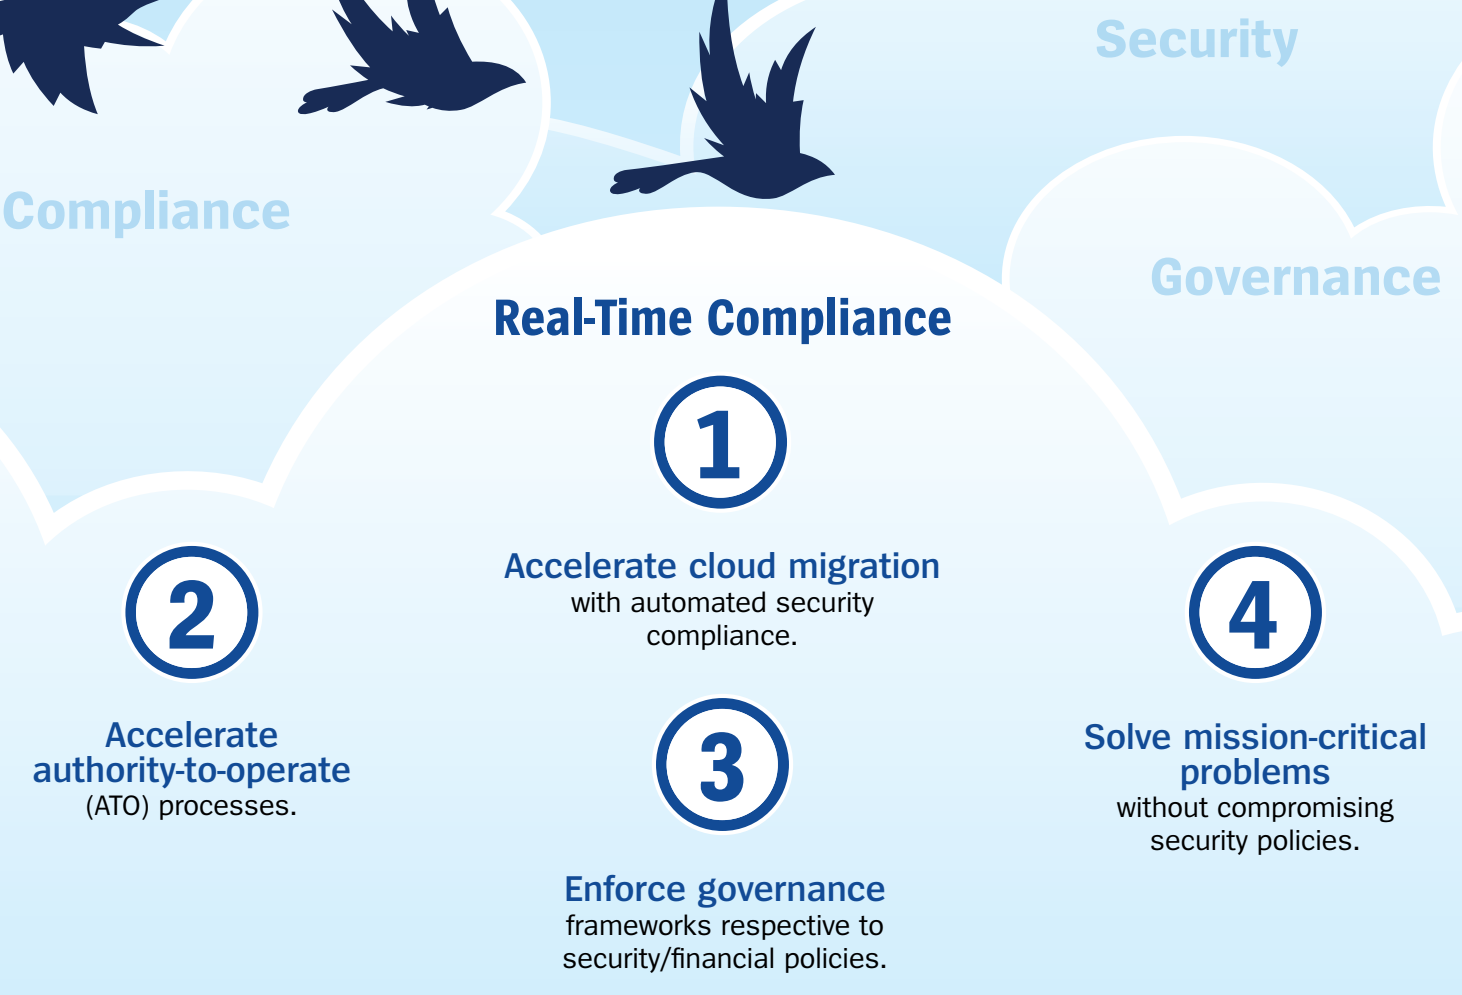 Security
Compliance
Governance
Real-Time Compliance
1
Accelerate cloud migration
with automated security
compliance.
2
Accelerate
authority-to-operate
(ATO) processes.
3
Enforce governance
frameworks respective to
security/financial policies.
4
Solve mission-critical
problems
without compromising
security policies.